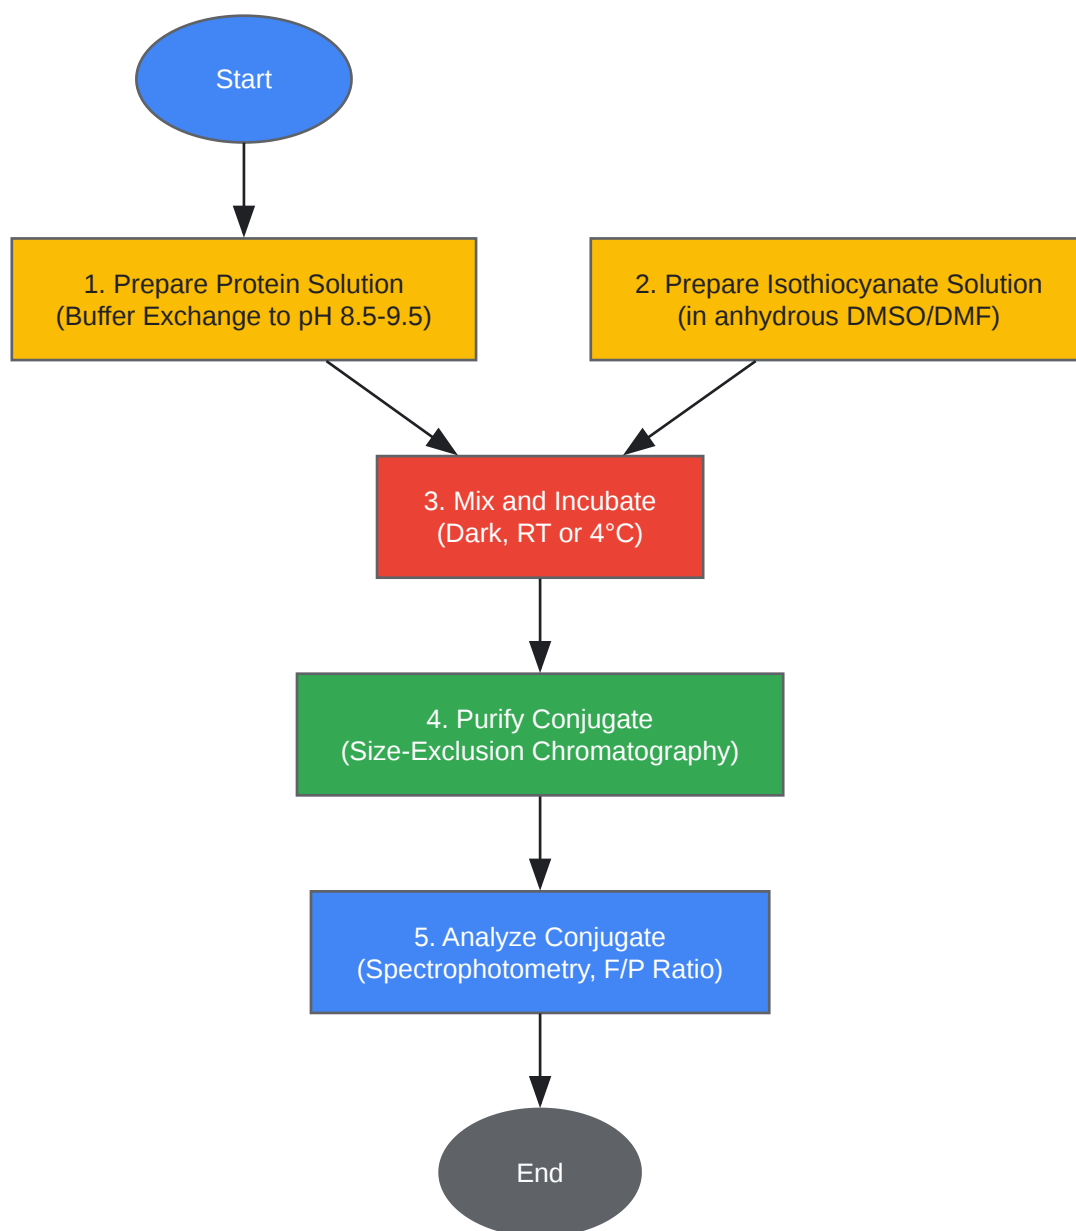 Start
1. Prepare Protein Solution
(Buffer Exchange to pH 8.5-9.5)
2. Prepare Isothiocyanate Solution
(in anhydrous DMSO/DMF)
3. Mix and Incubate
(Dark, RT or 4°C)
4. Purify Conjugate
(Size-Exclusion Chromatography)
5. Analyze Conjugate
(Spectrophotometry, F/P Ratio)
End